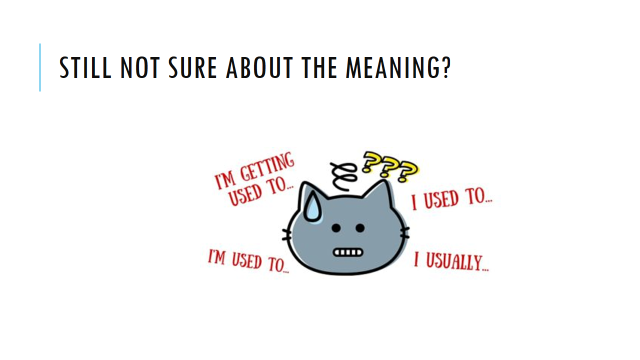 STILL NOT SURE ABOUT THE MEANING?
I'M GETTING
USED TO...
???
I USED TO...
I'M USED TO...
I USUALLY...